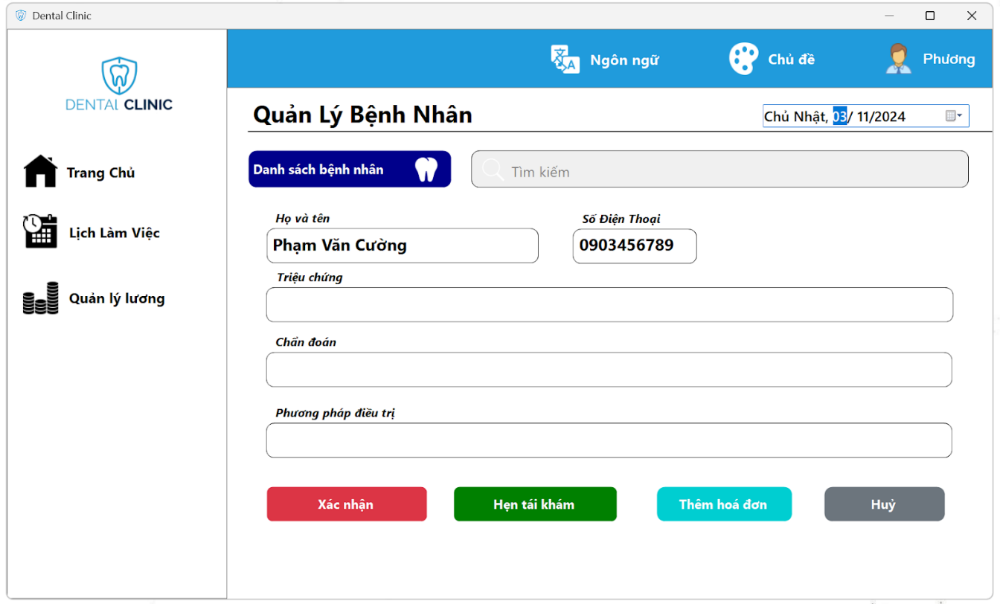 Dental Clinic
DENTAL CLINIC
Ngôn ngữ
Chủ đề
Phương
Quản Lý Bệnh Nhân
Chủ Nhật, 03/ 11/2024
Trang Chủ
Lịch Làm Việc
Quản lý lương
Danh sách bệnh nhân
Tìm kiếm
Họ và tên
Số Điện Thoại
Phạm Văn Cường
0903456789
Triệu chứng
Chẩn đoán
Phương pháp điều trị
Xác nhận
Hẹn tái khám
Thêm hoá đơn
Huỷ